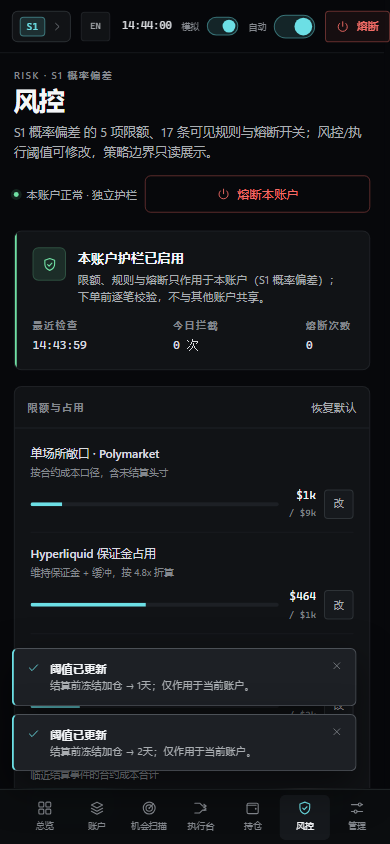 S1
EN
14:44:00
模拟
自动
熔断
RISK · S1 概率偏差
风控
S1 概率偏差 的 5 项限额、17 条可见规则与熔断开关；风控/执
行阈值可修改，策略边界只读展示。
本账户正常 · 独立护栏
熔断本账户
本账户护栏已启用
限额、规则与熔断只作用于本账户（S1 概率偏差）；
下单前逐笔校验，不与其他账户共享。
最近检查
今日拦截
熔断次数
14:43:59
0 次
0
限额与占用
恢复默认
单场所敞口 · Polymarket
按合约成本口径，含未结算头寸
$1k
/ $9k
改
Hyperliquid 保证金占用
维持保证金 + 缓冲，按 4.8x 折算
$464
/ $1k
改
阈值已更新
结算前冻结加仓 → 1天；仅作用于当前账户。
阈值已更新
结算前冻结加仓 → 2天；仅作用于当前账户。
临近结算事件的合约成本合计
总览
账户
机会扫描
执行台
持仓
风控
管理